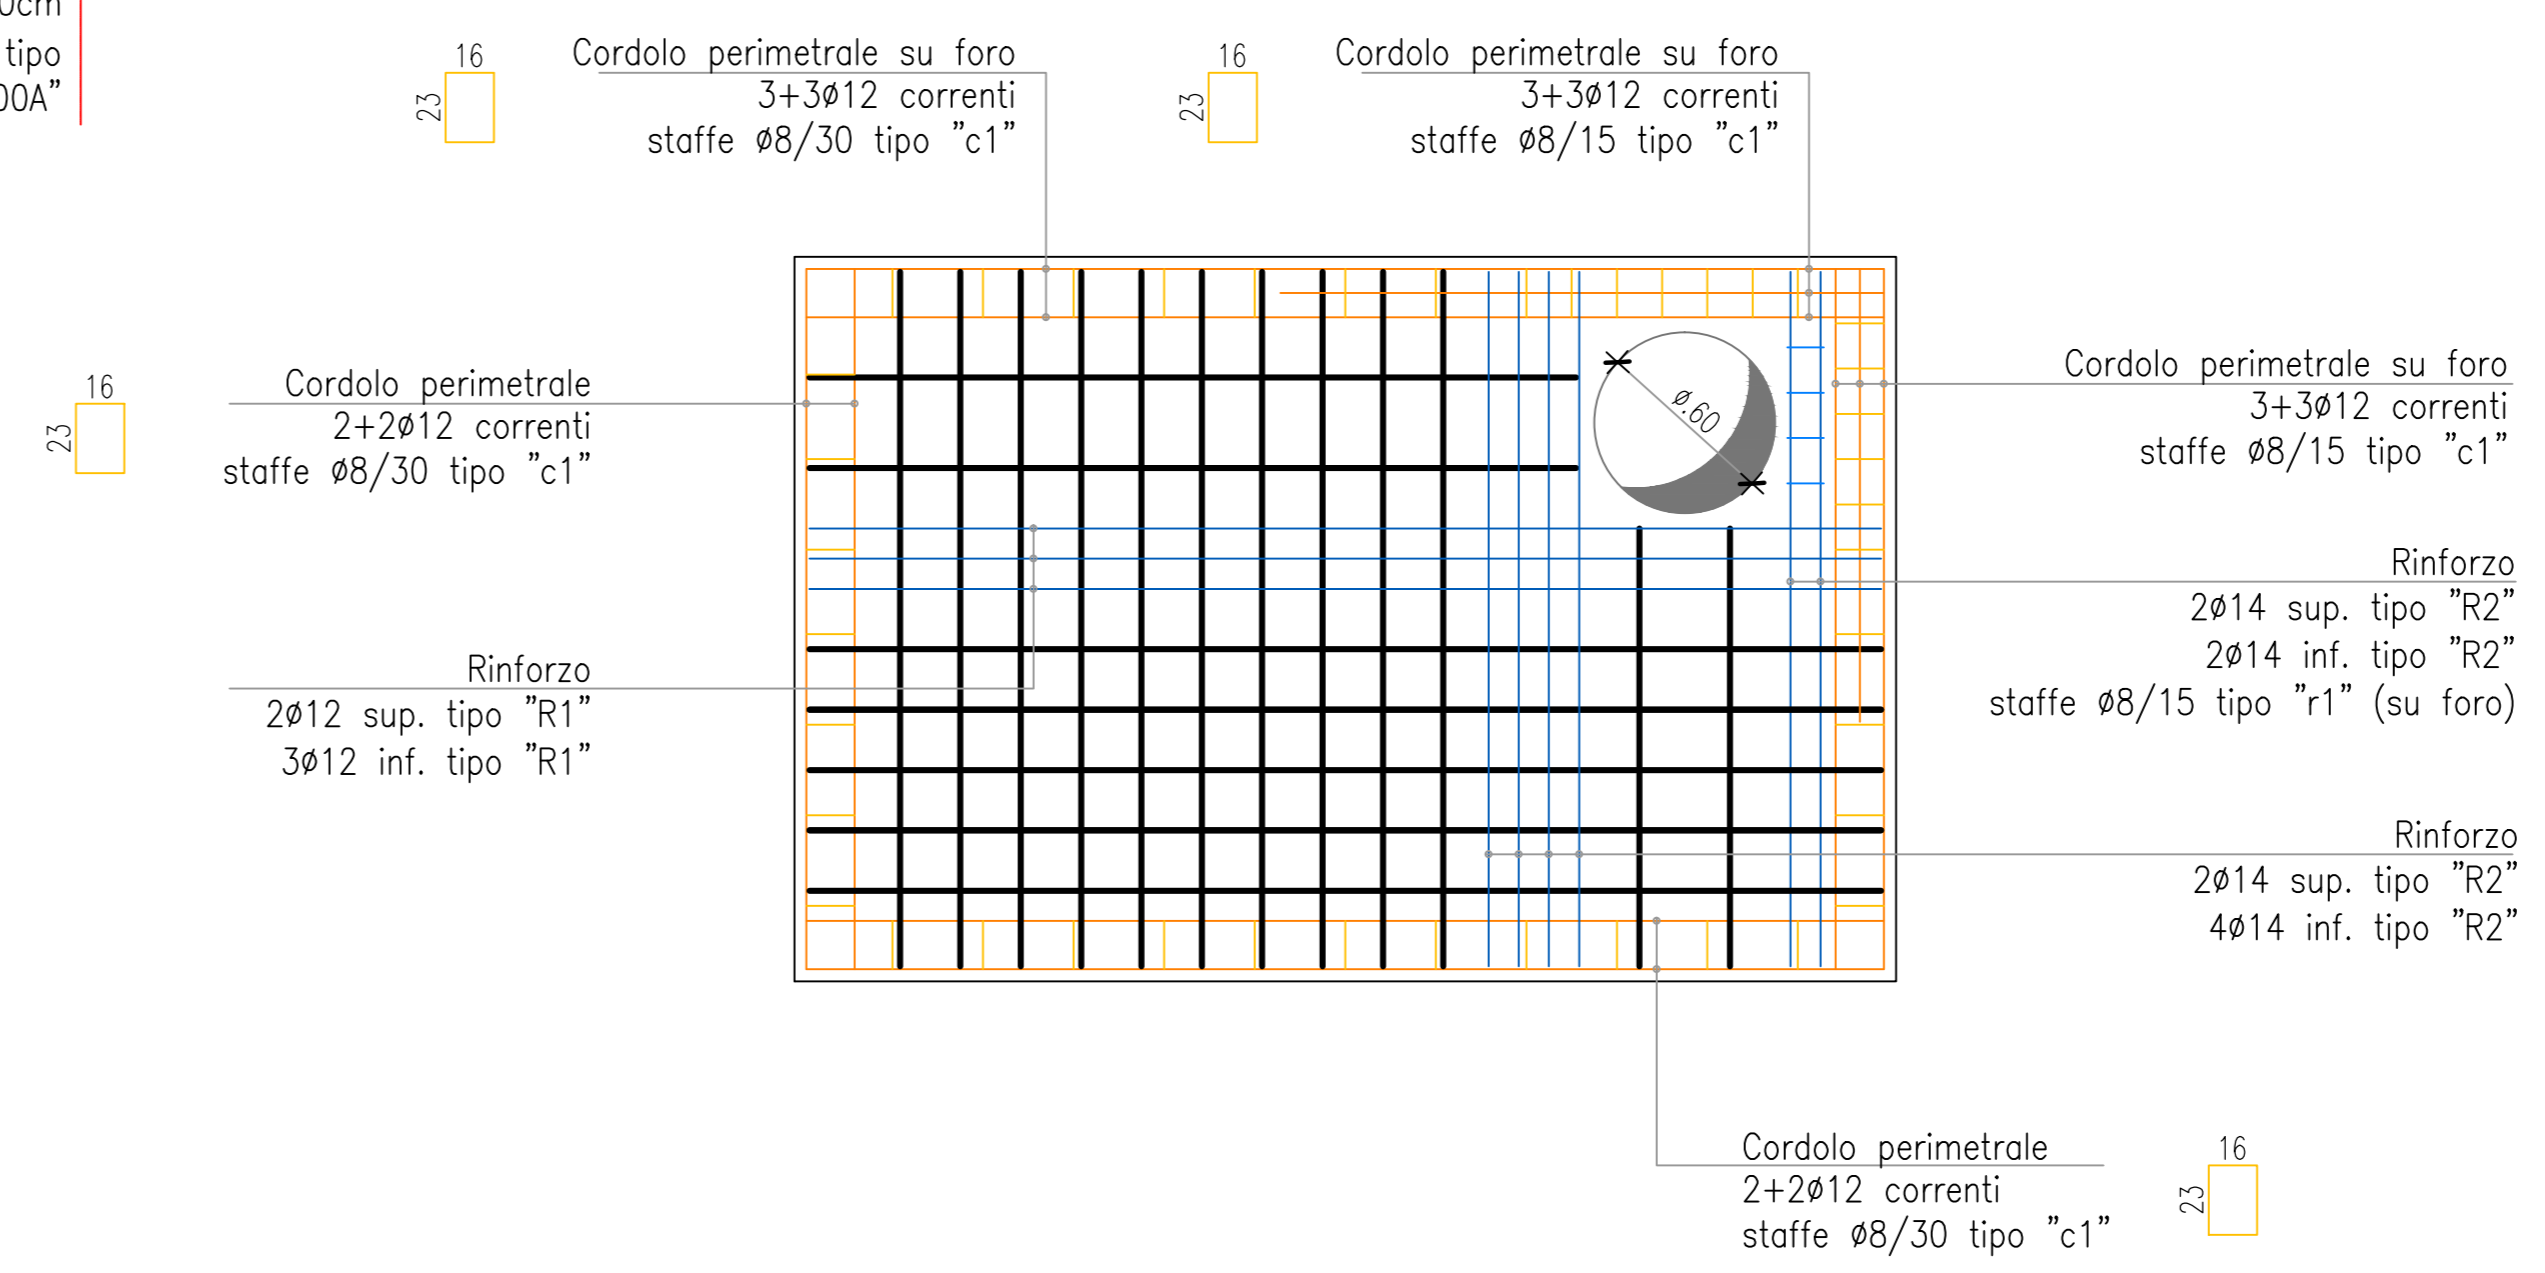 0cm
tipo
00A"
16
23
Cordolo perimetrale su foro
3+3ø12 correnti
staffe ø8/30 tipo "c1"
16
23
Cordolo perimetrale su foro
3+3ø12 correnti
staffe ø8/15 tipo "c1"
16
23
Cordolo perimetrale
2+2ø12 correnti
staffe ø8/30 tipo "c1"
ø.60
Cordolo perimetrale su foro
3+3ø12 correnti
staffe ø8/15 tipo "c1"
Rinforzo
2ø14 sup. tipo "R2"
2ø14 inf. tipo "R2"
staffe ø8/15 tipo "r1" (su foro)
Rinforzo
2ø12 sup. tipo "R1"
3ø12 inf. tipo "R1"
Rinforzo
2ø14 sup. tipo "R2"
4ø14 inf. tipo "R2"
Cordolo perimetrale
2+2ø12 correnti
staffe ø8/30 tipo "c1"
16
23